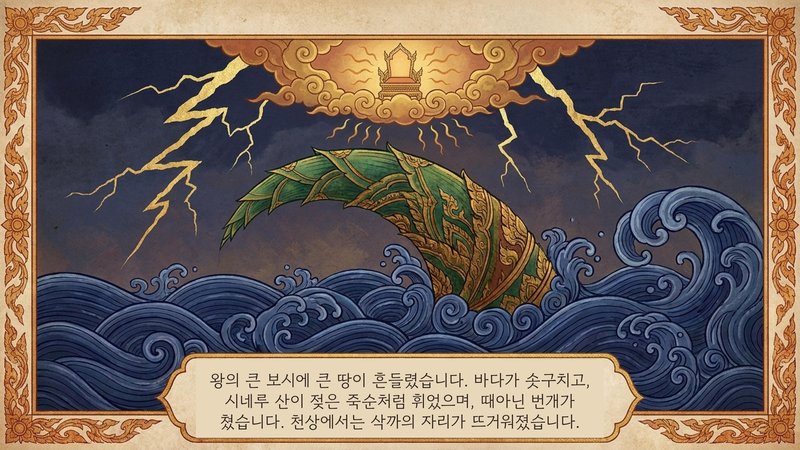 왕의 큰 보시에 큰 땅이 흔들렸습니다. 바다가 솟구치고,
시네루 산이 젖은 죽순처럼 휘었으며, 때아닌 번개가
쳤습니다. 천상에서는 삭까의 자리가 뜨거워졌습니다.